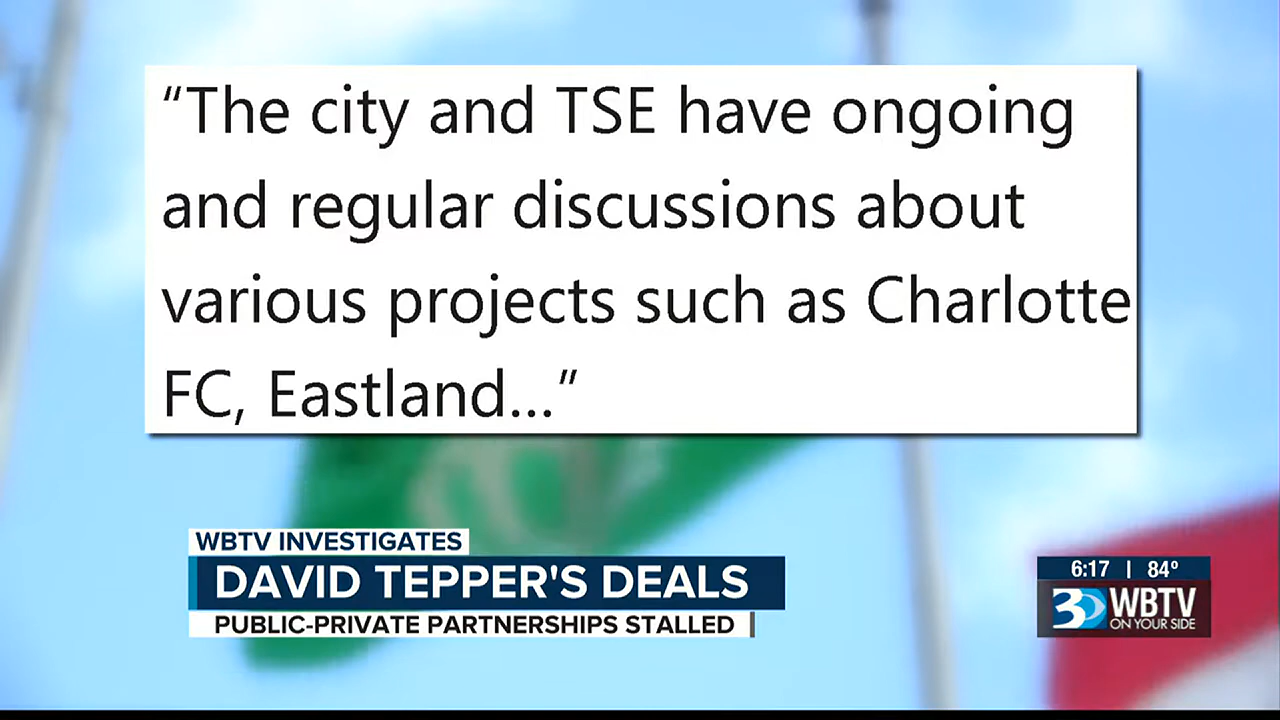 “The city and TSE have ongoing
and regular discussions about
various projects such as Charlotte
FC, Eastland...”
WBTV INVESTIGATES
DAVID TEPPER'S DEALS
PUBLIC-PRIVATE PARTNERSHIPS STALLED
6:17 | 84°
3 WBTV
ON YOUR SIDE